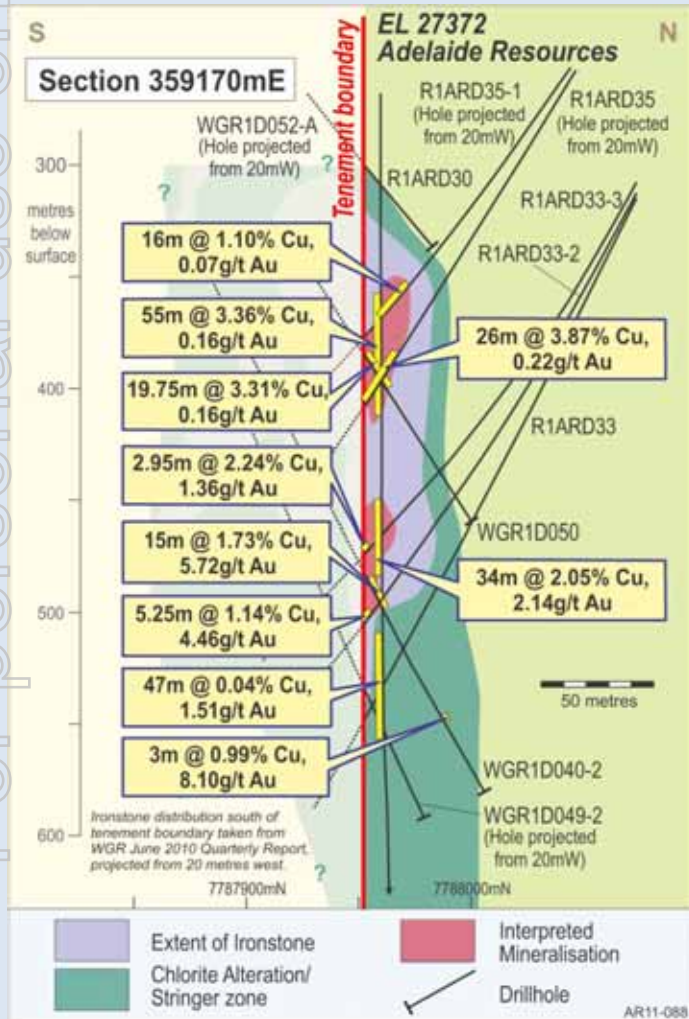 S
EL 27372
Adelaide Resources
N
Section 359170mE
Tenement boundary
R1ARD35-1
(Hole projected
from 20mW)
R1ARD35
(Hole projected
from 20mW)
WGR1D052-A
(Hole projected
from 20mW)
?
?
300
metres
below
surface
R1ARD30
R1ARD33-3
R1ARD33-2
16m @ 1.10% Cu,
0.07g/t Au
55m @ 3.36% Cu,
0.16g/t Au
26m @ 3.87% Cu,
0.22g/t Au
400
19.75m @ 3.31% Cu,
0.16g/t Au
R1ARD33
2.95m @ 2.24% Cu,
1.36g/t Au
WGR1D050
15m @ 1.73% Cu,
5.72g/t Au
34m @ 2.05% Cu,
2.14g/t Au
500
5.25m @ 1.14% Cu,
4.46g/t Au
47m @ 0.04% Cu,
1.51g/t Au
50 metres
3m @ 0.99% Cu,
8.10g/t Au
WGR1D040-2
WGR1D049-2
(Hole projected
from 20mW)
Ironstone distribution south of
tenement boundary taken from
WGR June 2010 Quarterly Report,
projected from 20 metres west.
600
?
7787900mN
7788000mN
Extent of Ironstone
Interpreted
Mineralisation
Chlorite Alteration/
Stringer zone
Drillhole
AR11-088